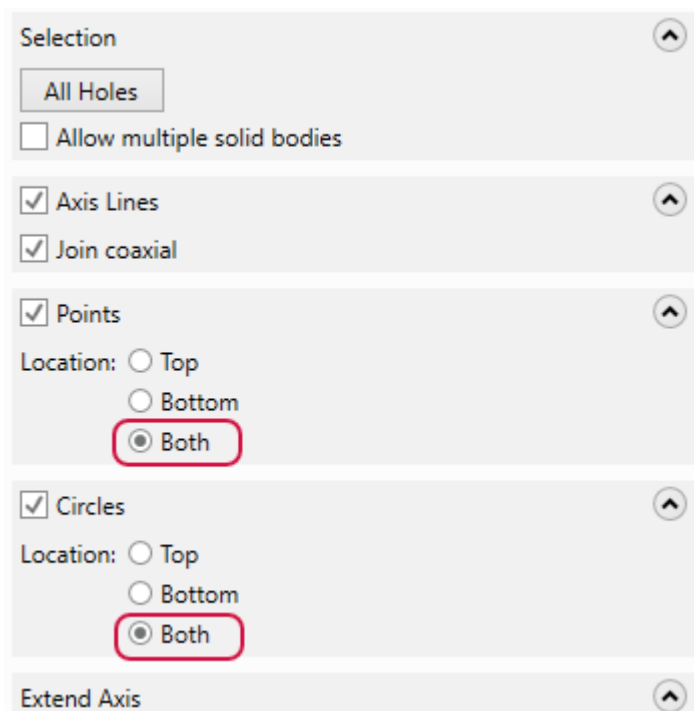 Selection
All Holes
Allow multiple solid bodies
Axis Lines
Join coaxial
Points
Location: Top
Bottom
Both
Circles
Location: Top
Bottom
Both
Extend Axis